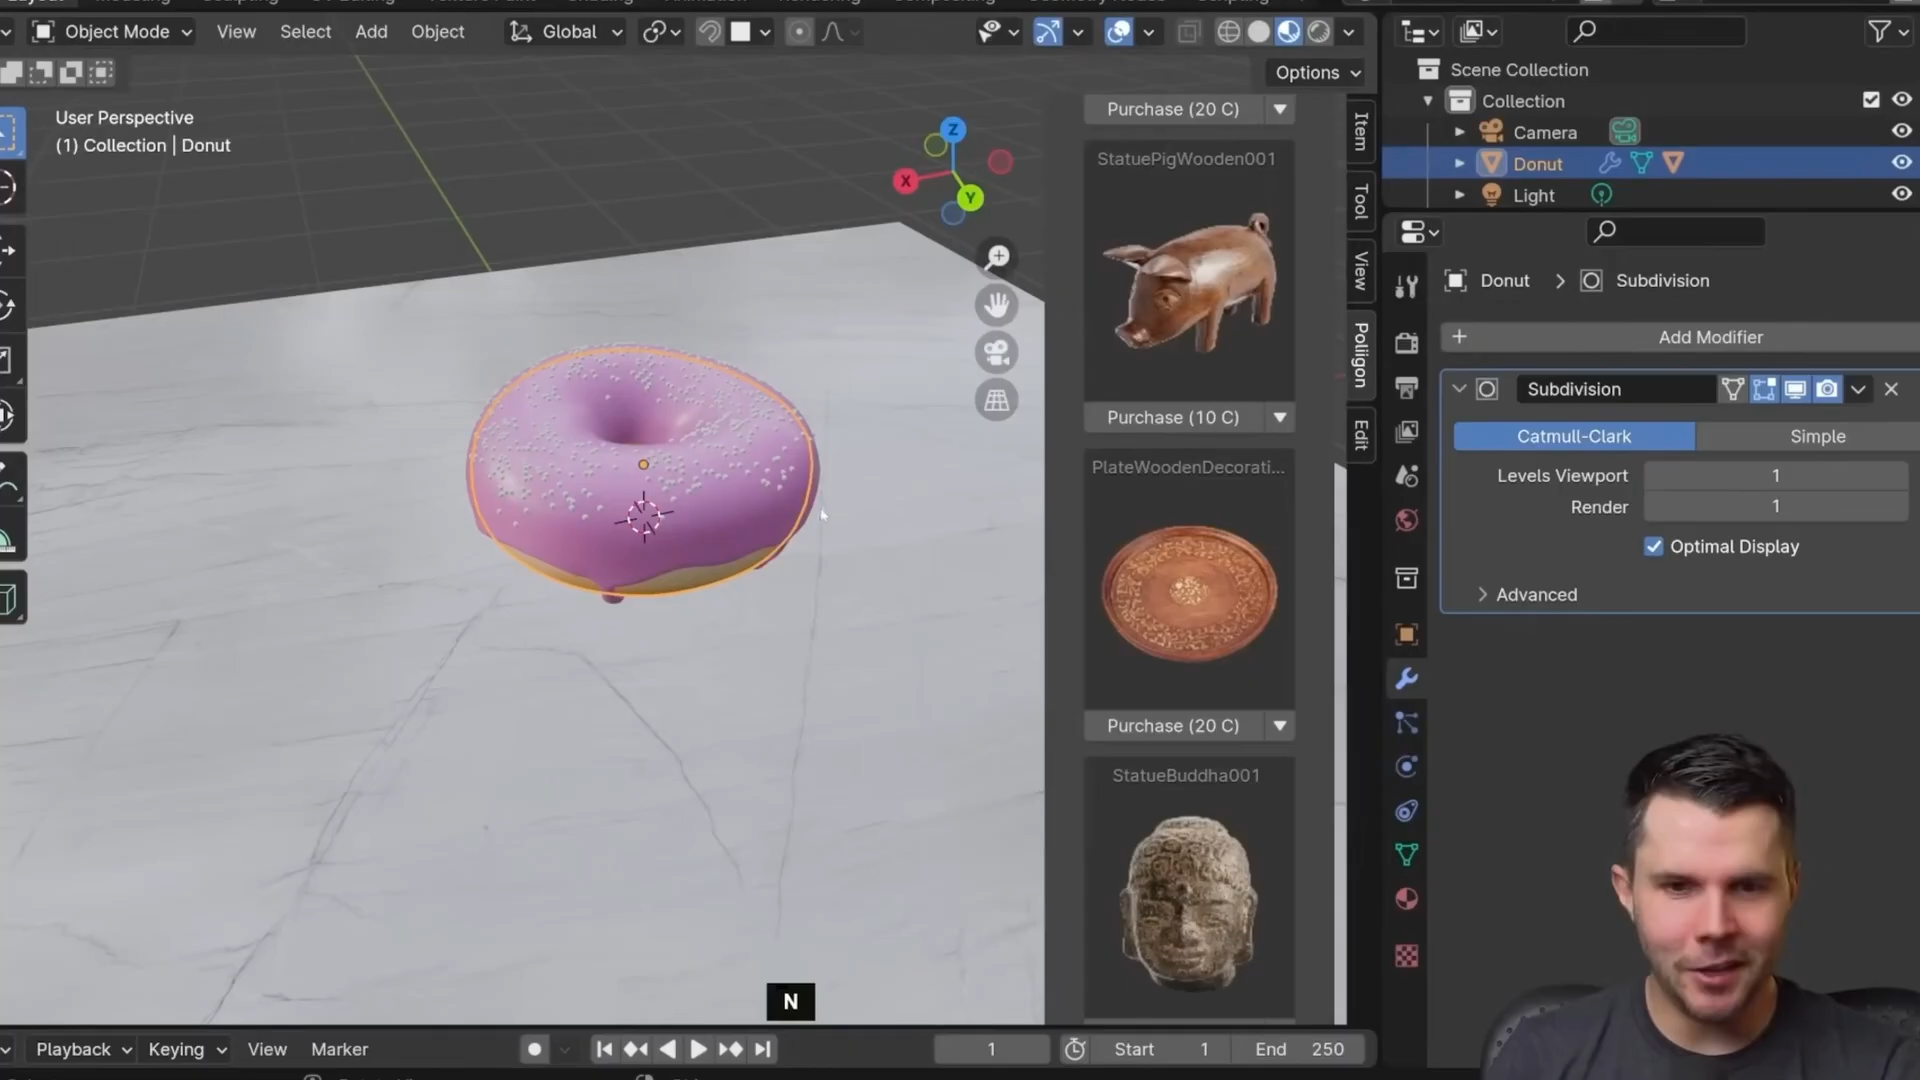 Object Mode
View
Select
Add
Object
Global
Options
User Perspective
(1) Collection | Donut
Z
X
Y
Purchase (20 C)
StatuePigWooden001
Purchase (10 C)
PlateWoodenDecorati...
Purchase (20 C)
StatueBuddha001
Item
Tool
View
Poliigon
Edit
N
Scene Collection
Collection
Camera
Donut
Light
Donut
Subdivision
Add Modifier
Subdivision
Catmull-Clark
Simple
Levels Viewport
1
Render
1
Optimal Display
Advanced
Playback
Keying
View
Marker
1
Start
1
End
250